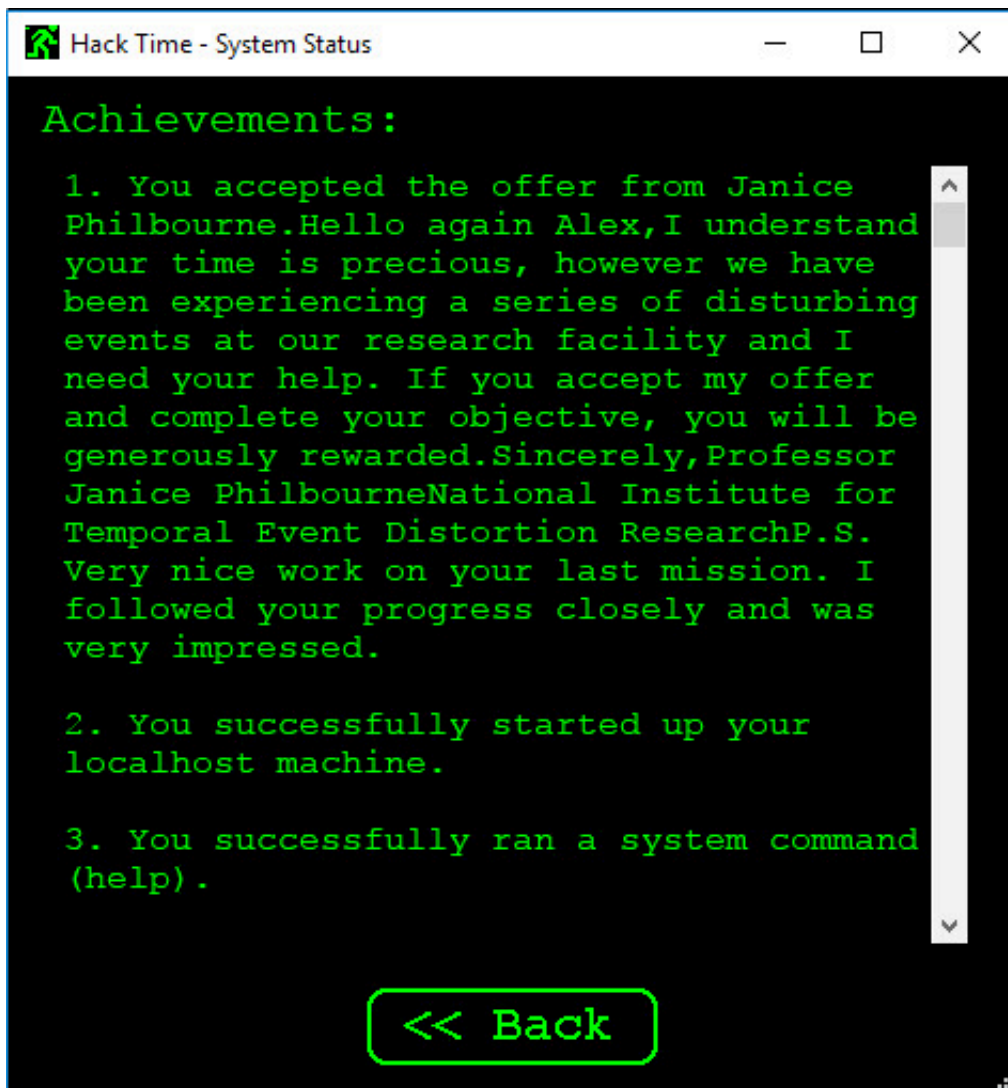 Hack Time - System Status
Achievements:
1. You accepted the offer from Janice
Philbourne.Hello again Alex,I understand
your time is precious, however we have
been experiencing a series of disturbing
events at our research facility and I
need your help. If you accept my offer
and complete your objective, you will be
generously rewarded.Sincerely,Professor
Janice PhilbourneNational Institute for
Temporal Event Distortion ResearchP.S.
Very nice work on your last mission. I
followed your progress closely and was
very impressed.
2. You successfully started up your
localhost machine.
3. You successfully ran a system command
(help).
<< Back